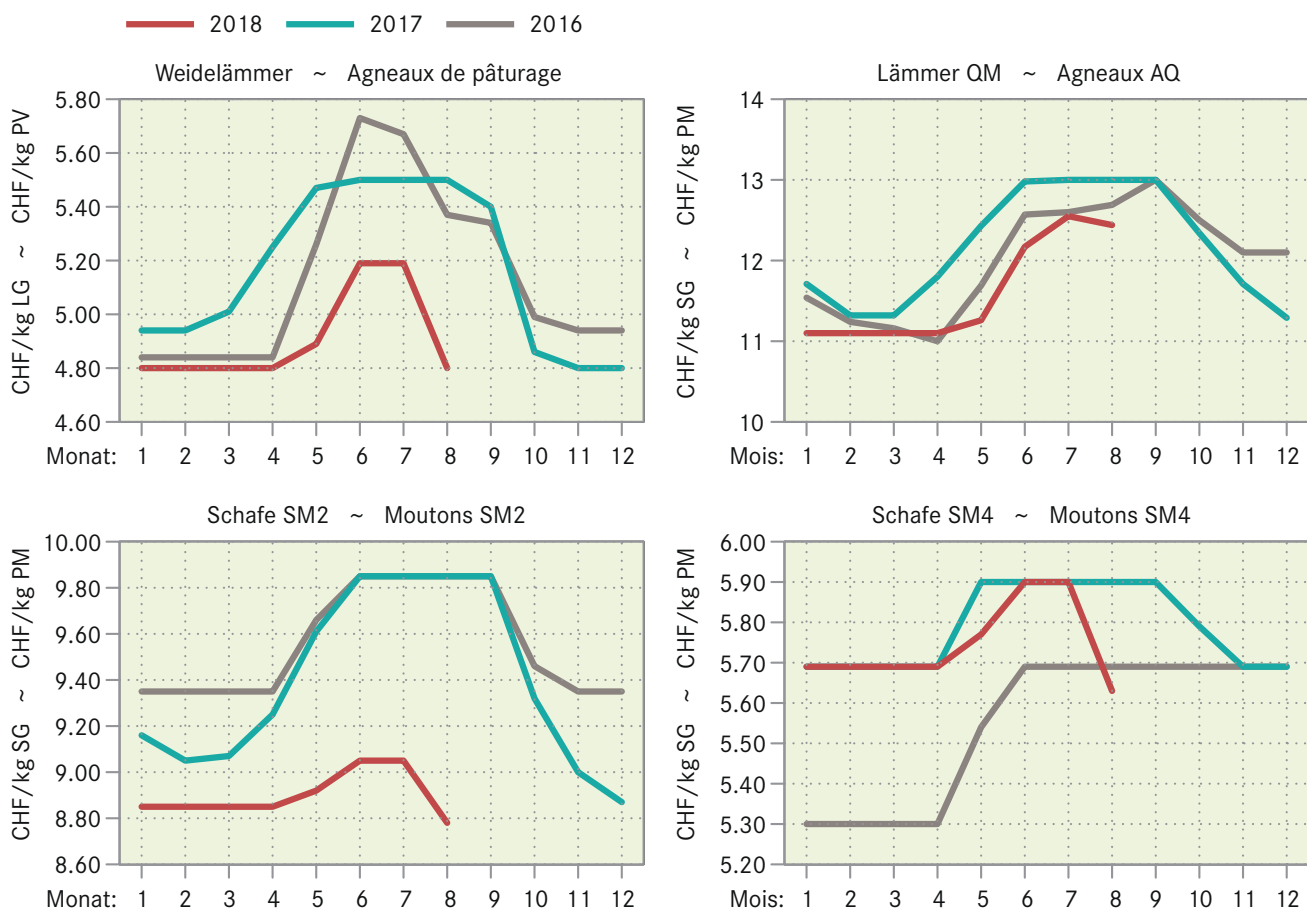 2018 2017 2016
Weidelämmer ~ Agneaux de pâturage
CHF/kg LG ~ CHF/kg PV
5.80
5.60
5.40
5.20
5.00
4.80
4.60
Monat: 1 2 3 4 5 6 7 8 9 10 11 12
Lämmer QM ~ Agneaux AQ
CHF/kg SG ~ CHF/kg PM
14
13
12
11
10
Mois: 1 2 3 4 5 6 7 8 9 10 11 12
Schafe SM2 ~ Moutons SM2
CHF/kg SG ~ CHF/kg PM
10.00
9.80
9.60
9.40
9.20
9.00
8.80
8.60
Monat: 1 2 3 4 5 6 7 8 9 10 11 12
Schafe SM4 ~ Moutons SM4
CHF/kg SG ~ CHF/kg PM
6.00
5.90
5.80
5.70
5.60
5.50
5.40
5.30
5.20
Mois: 1 2 3 4 5 6 7 8 9 10 11 12